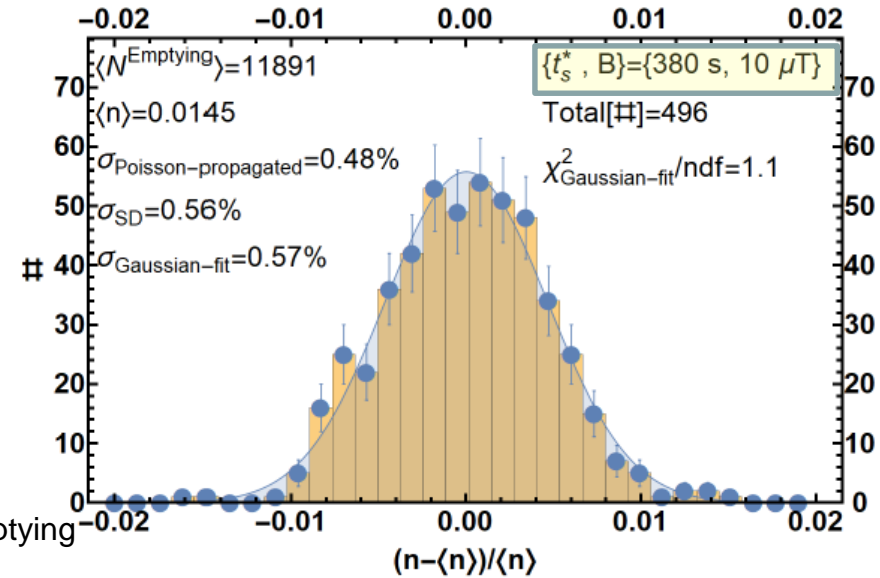 −0.02 −0.01 0.00 0.01 0.02
⟨N^Emptying⟩=11891
{t_s^* , B}={380 s, 10 μT}
⟨n⟩=0.0145
Total[⌗]=496
σ_Poisson−propagated=0.48%
χ^2_Gaussian−fit/ndf=1.1
σ_SD=0.56%
σ_Gaussian−fit=0.57%
70 70
60 60
50 50
⌗ 40 40
30 30
20 20
10 10
0 0
ptying
−0.02 −0.01 0.00 0.01 0.02
(n−⟨n⟩)/⟨n⟩